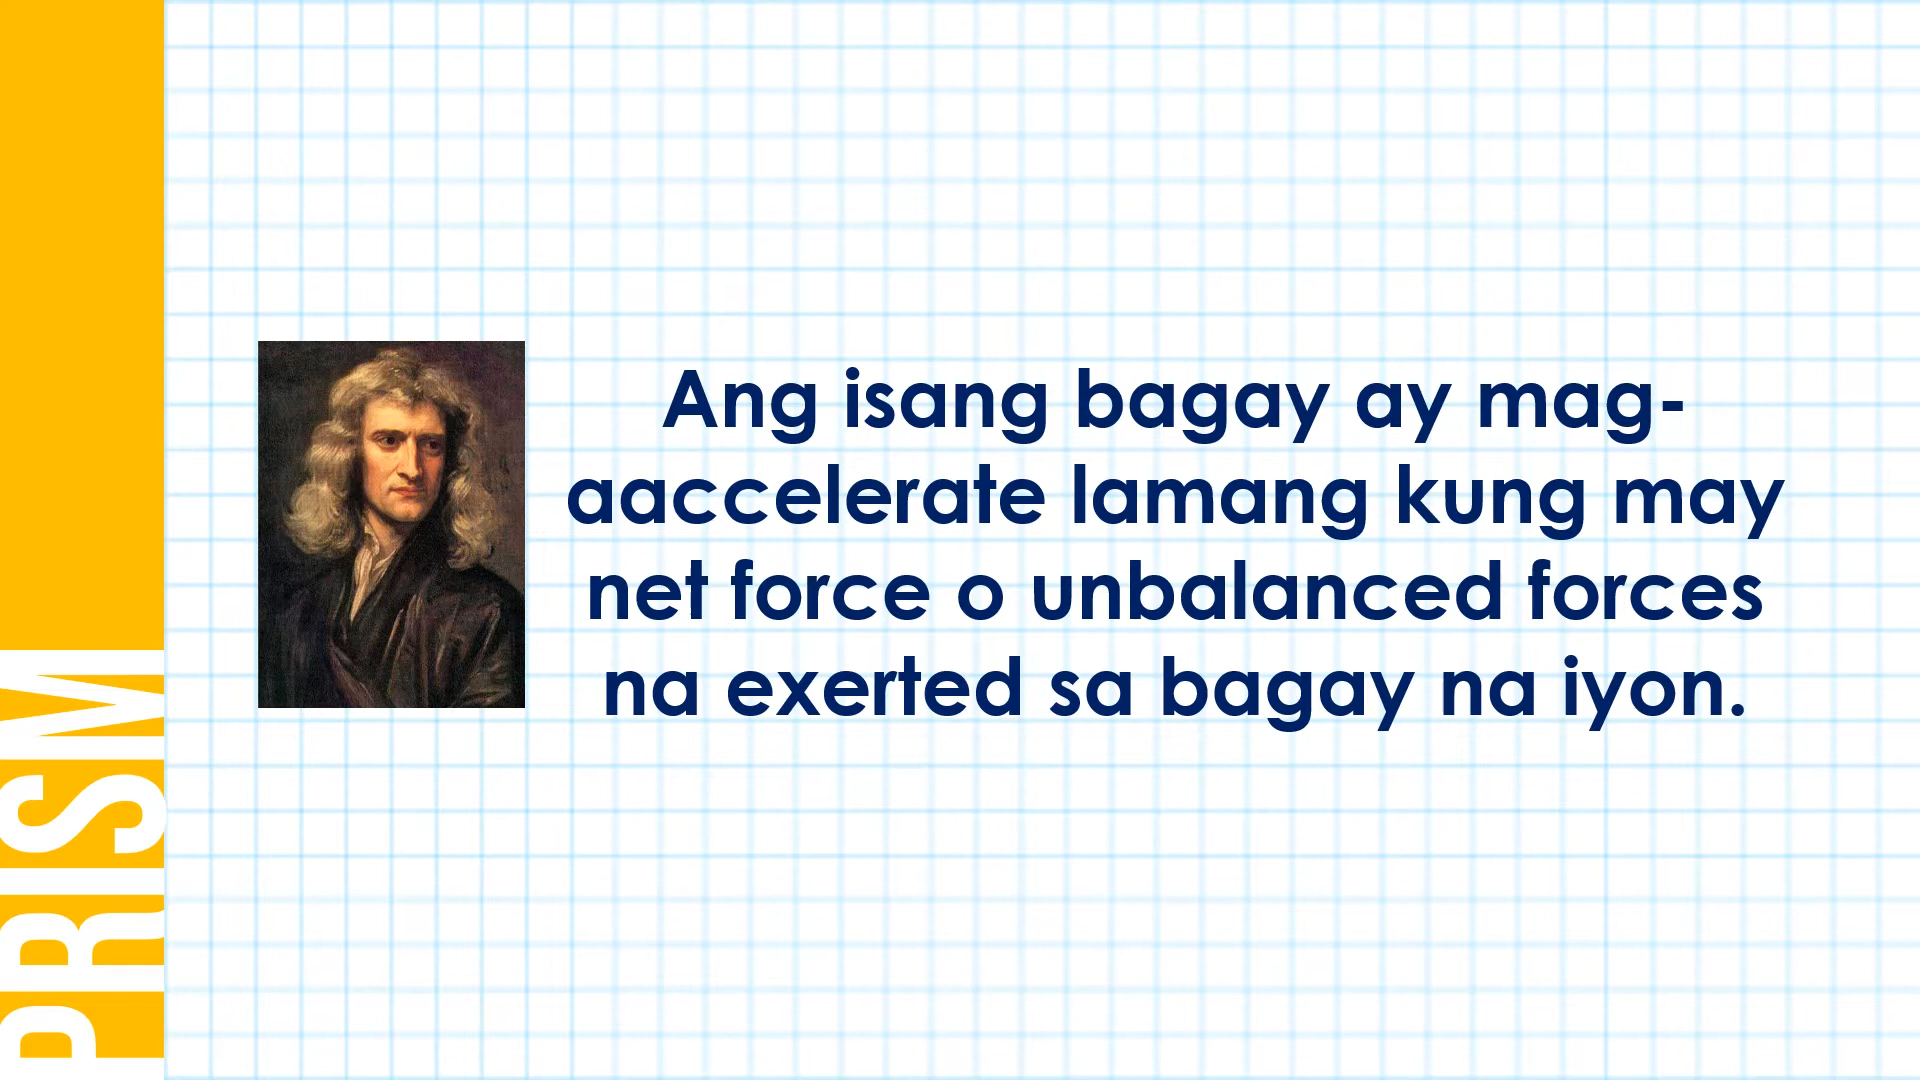 Ang isang bagay ay mag-
aaccelerate lamang kung may
net force o unbalanced forces
na exerted sa bagay na iyon.
PRISM